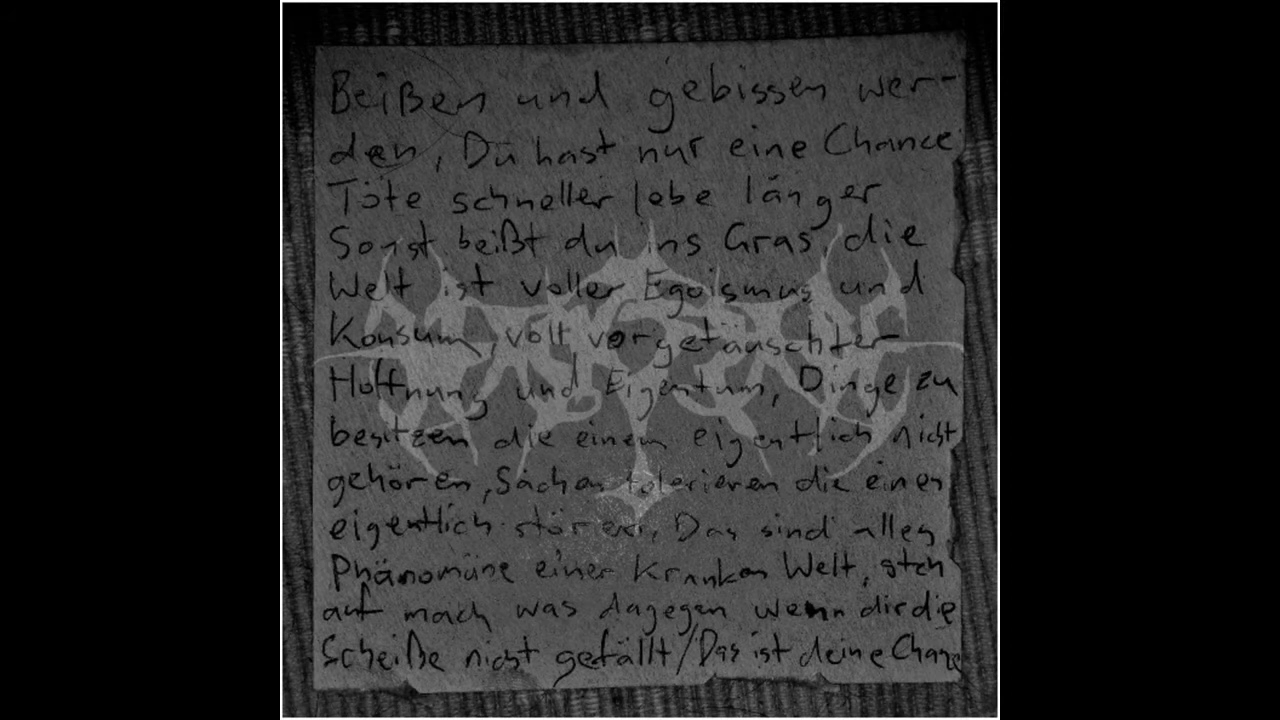 Beißen und gebissen wer-
den, Du hast nur eine Chance
Töte schneller lebe länger
Sonst beißt du ins Gras, die
Welt ist voller Egoismus und
Konsum, voll vorgetäuschter
Hoffnung und Eigentum, Dinge zu
besitzen die einem eigentlich nicht
gehören, Sachen tolerieren die einen
eigentlich stören, Das sind alles
Phänomäne einer Kranken Welt, steh
auf mach was dagegen wenn dir die
Scheiße nicht gefällt/Das ist deine Chance